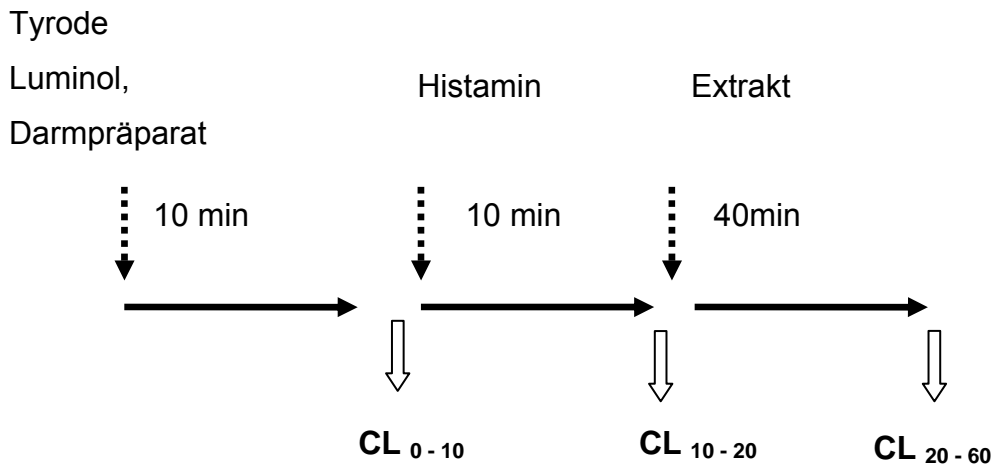 Tyrode
Luminol,
Darmpräparat
Histamin
Extrakt
10 min
10 min
40min
CL 0 - 10
CL 10 - 20
CL 20 - 60